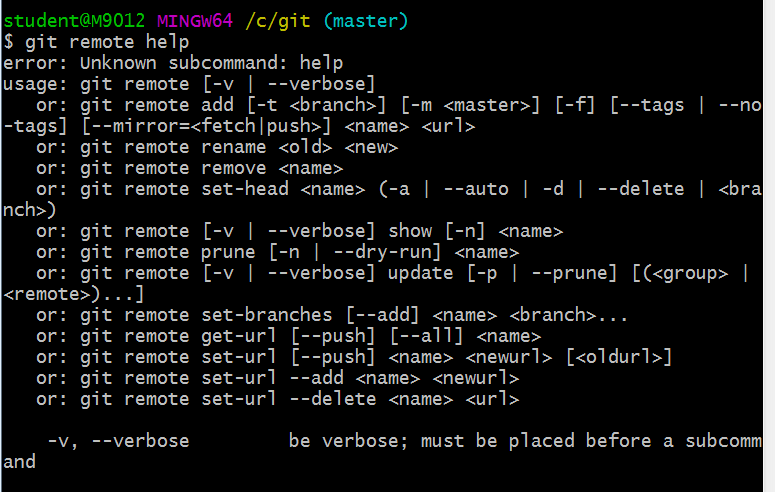 student@M9012 MINGW64 /c/git (master)
$ git remote help
error: Unknown subcommand: help
usage: git remote [-v | --verbose]
   or: git remote add [-t <branch>] [-m <master>] [-f] [--tags | --no
-tags] [--mirror=<fetch|push>] <name> <url>
   or: git remote rename <old> <new>
   or: git remote remove <name>
   or: git remote set-head <name> (-a | --auto | -d | --delete | <bra
nch>)
   or: git remote [-v | --verbose] show [-n] <name>
   or: git remote prune [-n | --dry-run] <name>
   or: git remote [-v | --verbose] update [-p | --prune] [(<group> |
<remote>)...]
   or: git remote set-branches [--add] <name> <branch>...
   or: git remote get-url [--push] [--all] <name>
   or: git remote set-url [--push] <name> <newurl> [<oldurl>]
   or: git remote set-url --add <name> <newurl>
   or: git remote set-url --delete <name> <url>

    -v, --verbose         be verbose; must be placed before a subcomm
and